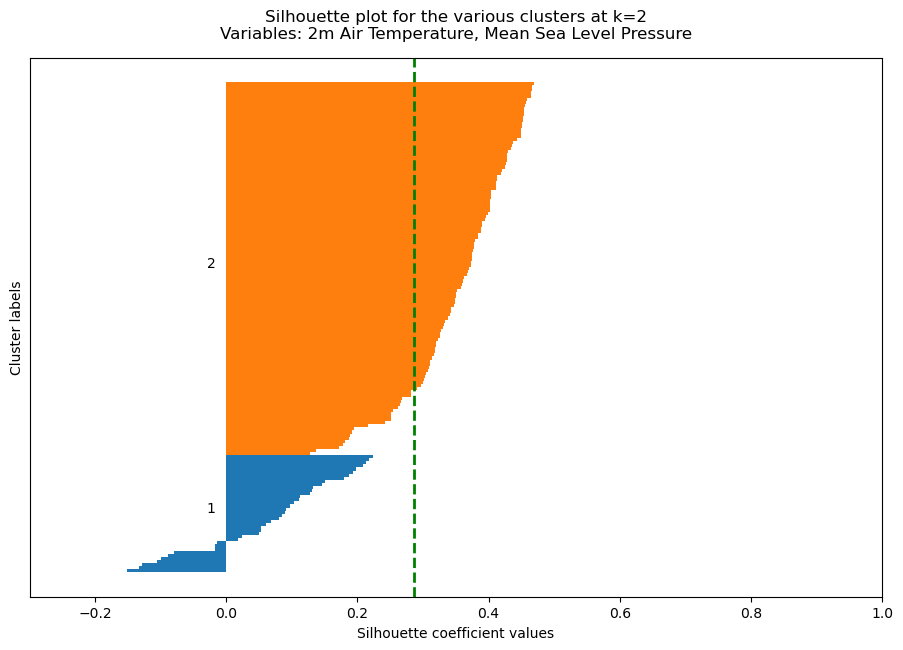 Silhouette plot for the various clusters at k=2
Variables: 2m Air Temperature, Mean Sea Level Pressure
Cluster labels
2
1
−0.2 0.0 0.2 0.4 0.6 0.8 1.0
Silhouette coefficient values